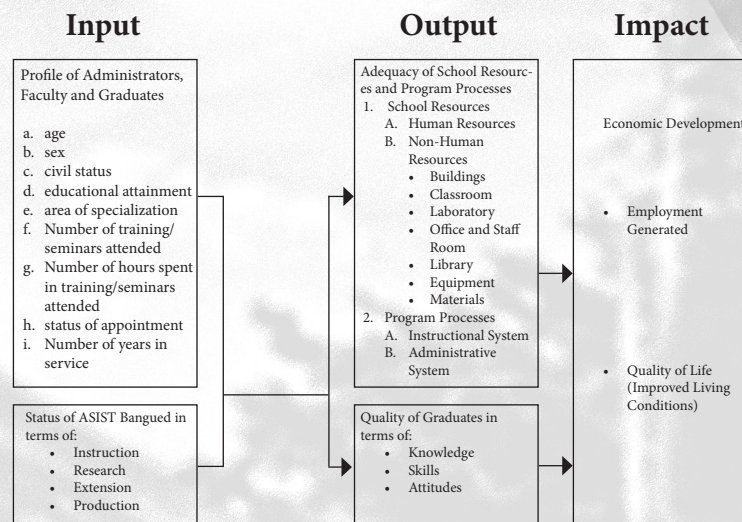 Input
Profile of Administrators,
Faculty and Graduates
a. age
b. sex
c. civil status
d. educational attainment
e. area of specialization
f. Number of training/
seminars attended
g. Number of hours spent
in training/seminars
attended
h. status of appointment
i. Number of years in
service
Status of ASIST Bangued in
terms of:
• Instruction
• Research
• Extension
• Production
Output
Adequacy of School Resourc-
es and Program Processes
1. School Resources
A. Human Resources
B. Non-Human
Resources
• Buildings
• Classroom
• Laboratory
• Office and Staff
Room
• Library
• Equipment
• Materials
2. Program Processes
A. Instructional System
B. Administrative
System
Quality of Graduates in
terms of:
• Knowledge
• Skills
• Attitudes
Impact
Economic Development
• Employment
Generated
• Quality of Life
(Improved Living
Conditions)